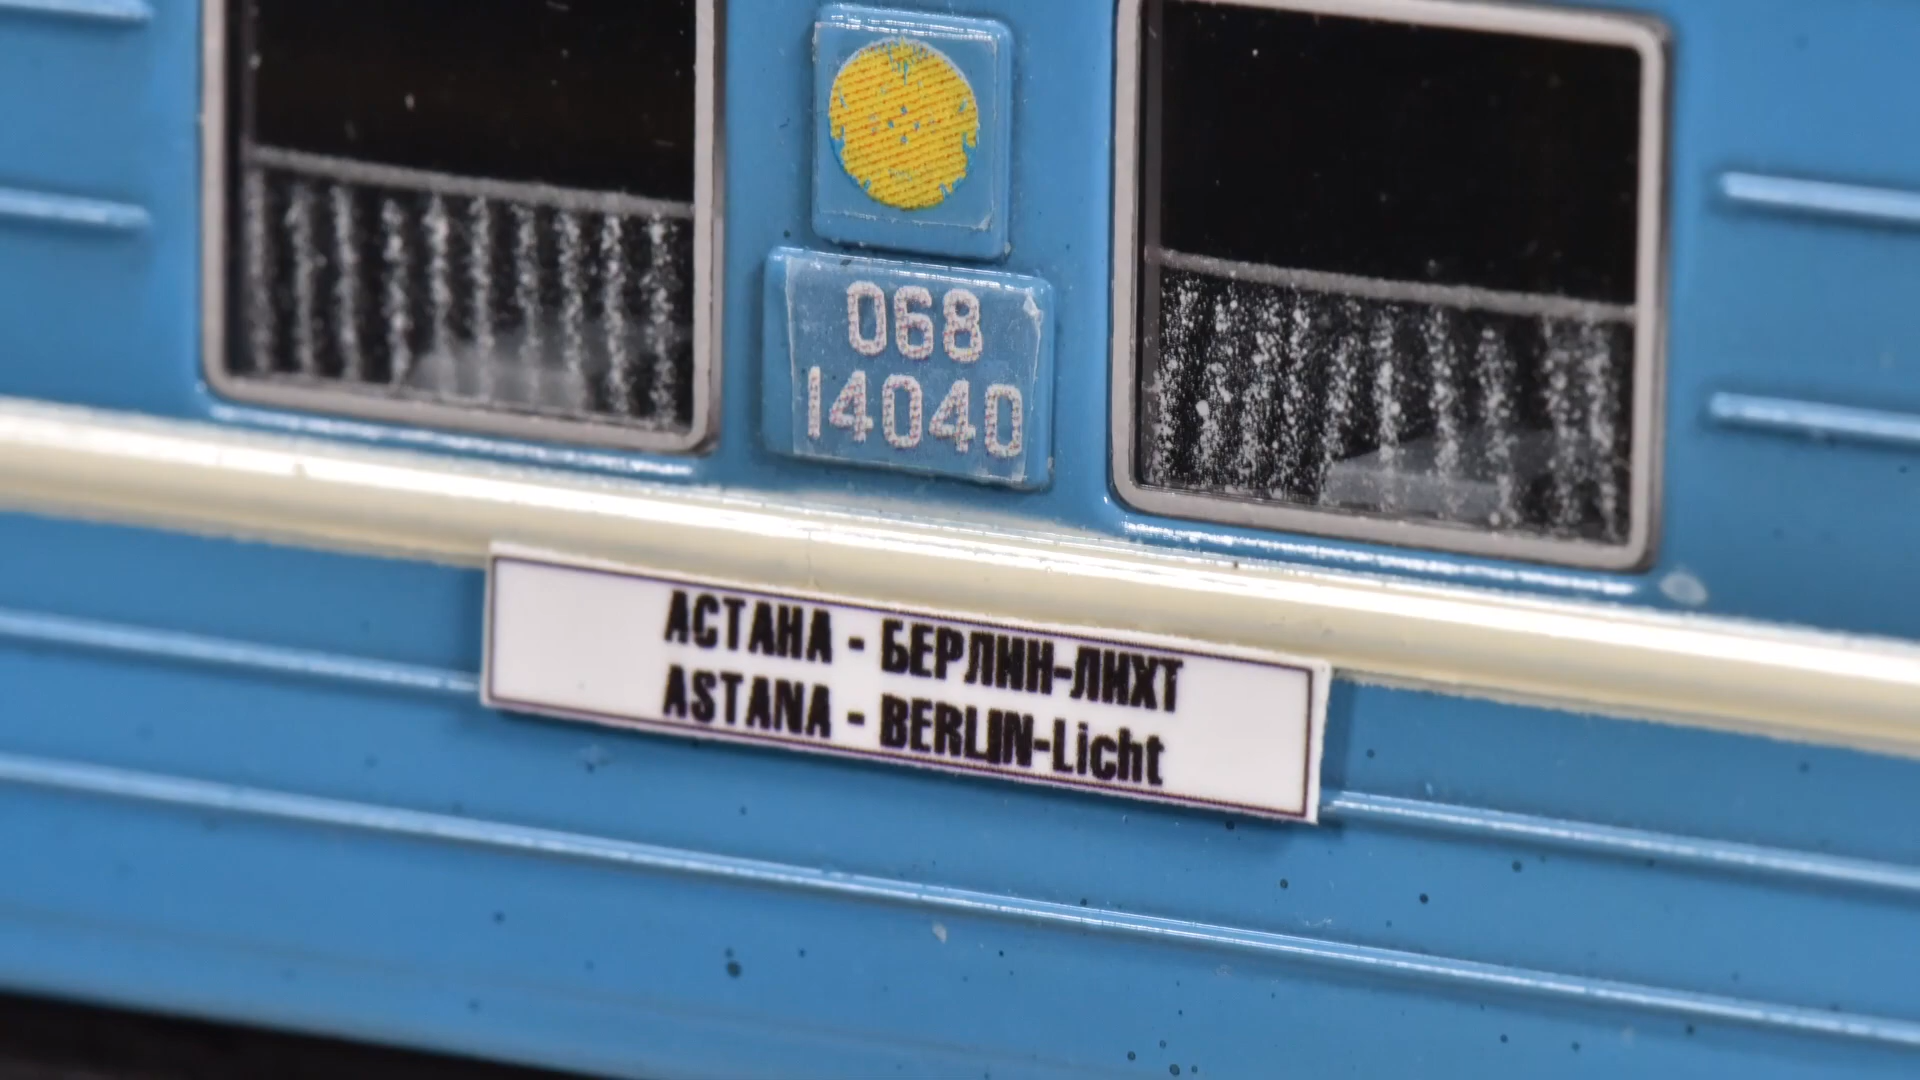 068
14040
АСТАНА - БЕРЛИН-ЛИХТ
ASTANA - BERLIN-Licht